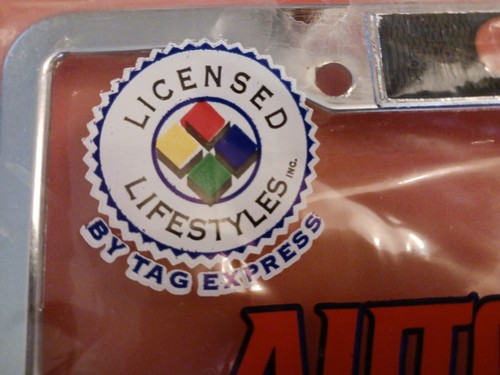 LICENSED
LIFESTYLES INC.
BY TAG EXPRESS